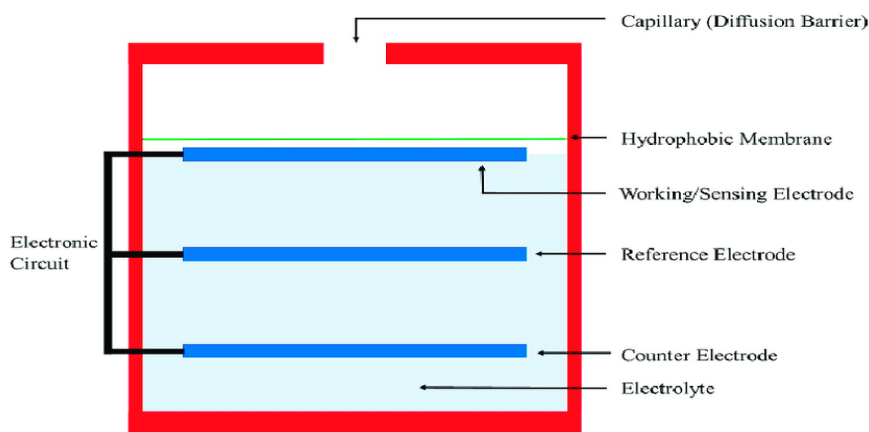 Capillary (Diffusion Barrier)
Hydrophobic Membrane
Working/Sensing Electrode
Electronic
Circuit
Reference Electrode
Counter Electrode
Electrolyte